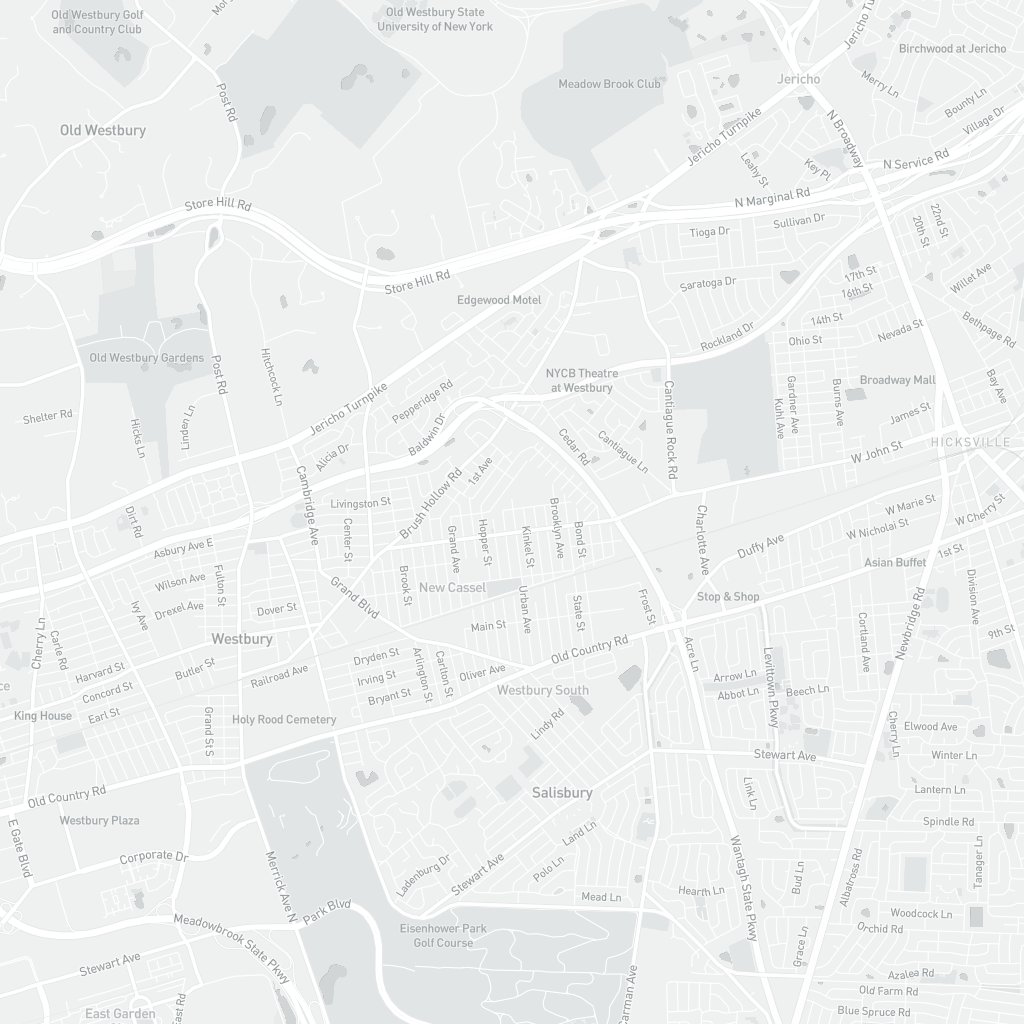 Old Westbury Golf
and Country Club
Old Westbury State
University of New York
Jericho Tu
Birchwood at Jericho
Meadow Brook Club
Jericho
Merry Ln
Post Rd
Bounty Ln
Old Westbury
Jericho Turnpike
N Broadway
Village Dr
Leahy St
Key Pl
N Service Rd
Store Hill Rd
N Marginal Rd
Tioga Dr
Sullivan Dr
20th St
22nd St
Store Hill Rd
Saratoga Dr
17th St
16th St
Willet Ave
Edgewood Motel
14th St
Ohio St
Nevada St
Bethpage Rd
Rockland Dr
Old Westbury Gardens
Post Rd
Hitchcock Ln
NYCB Theatre
at Westbury
Cantiague Rock Rd
Broadway Mall
Bay Ave
Kuhl Ave
Gardner Ave
Burns Ave
Shelter Rd
Hicks Ln
Linden Ln
Jericho Turnpike
Pepperidge Rd
Baldwin Dr
James St
Cedar Rd
Cantiague Ln
HICKSVILLE
Alicia Dr
W John St
1st Ave
Brush Hollow Rd
Cambridge Ave
Livingston St
Dirt Rd
Center St
Grand Ave
Hopper St
Kinkel St
Brooklyn Ave
Bond St
Charlotte Ave
W Marie St
W Nicholai St
W Cherry St
Asbury Ave E
Duffy Ave
1st St
Asian Buffet
Wilson Ave
Fulton St
Brook St
New Cassel
Grand Blvd
Urban Ave
State St
Frost St
Stop & Shop
Division Ave
Drexel Ave
Dover St
Ivy Ave
Cherry Ln
Carle Rd
Westbury
Main St
Old Country Rd
Newbridge Rd
Cortland Ave
9th St
Dryden St
Irving St
Bryant St
Arlington St
Carlton St
Oliver Ave
Acre Ln
Levittown Pkwy
Harvard St
Concord St
Earl St
Butler St
Railroad Ave
Westbury South
Arrow Ln
Abbot Ln
Beech Ln
King House
Grand St S
Holy Rood Cemetery
Lindy Rd
Cherry Ln
Elwood Ave
Stewart Ave
Winter Ln
Old Country Rd
Salisbury
Link Ln
Lantern Ln
Westbury Plaza
E Gate Blvd
Spindle Rd
Land Ln
Tanager Ln
Corporate Dr
Merrick Ave N
Ladenburg Dr
Stewart Ave
Polo Ln
Wantagh State Pkwy
Bud Ln
Albatross Rd
Mead Ln
Hearth Ln
Park Blvd
Woodcock Ln
Orchid Rd
Meadowbrook State Pkwy
Eisenhower Park
Golf Course
Grace Ln
Stewart Ave
Azalea Rd
Old Farm Rd
Blue Spruce Rd
East Garden
East Rd
Carman Ave